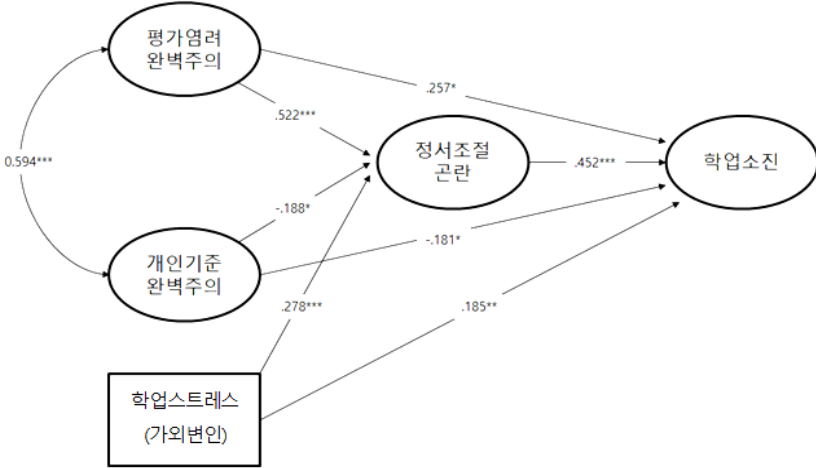 평가염려
완벽주의
.257*
.522***
정서조절
곤란
0.594***
.452***
학업소진
-.188*
-.181*
개인기준
완벽주의
.278***
.185**
학업스트레스
(가외변인)